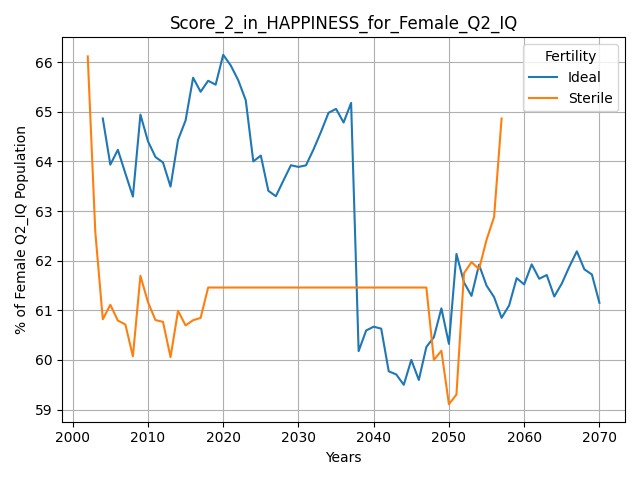 Score_2_in_HAPPINESS_for_Female_Q2_IQ
Fertility
Ideal
Sterile
% of Female Q2_IQ Population
66
65
64
63
62
61
60
59
2000 2010 2020 2030 2040 2050 2060 2070
Years